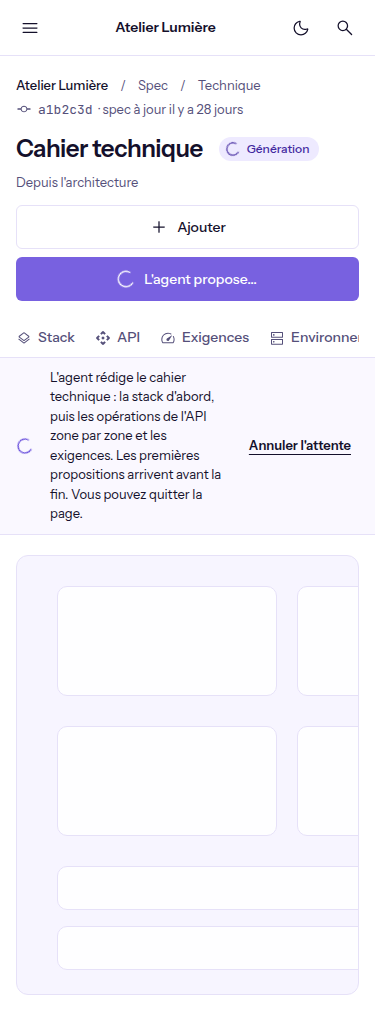 Atelier Lumière
Atelier Lumière / Spec / Technique
a1b2c3d · spec à jour il y a 28 jours
Cahier technique Génération
Depuis l'architecture
Ajouter
L'agent propose…
Stack API Exigences Environne
L'agent rédige le cahier
technique : la stack d'abord,
puis les opérations de l'API
zone par zone et les
exigences. Les premières
propositions arrivent avant la
fin. Vous pouvez quitter la
page.
Annuler l'attente